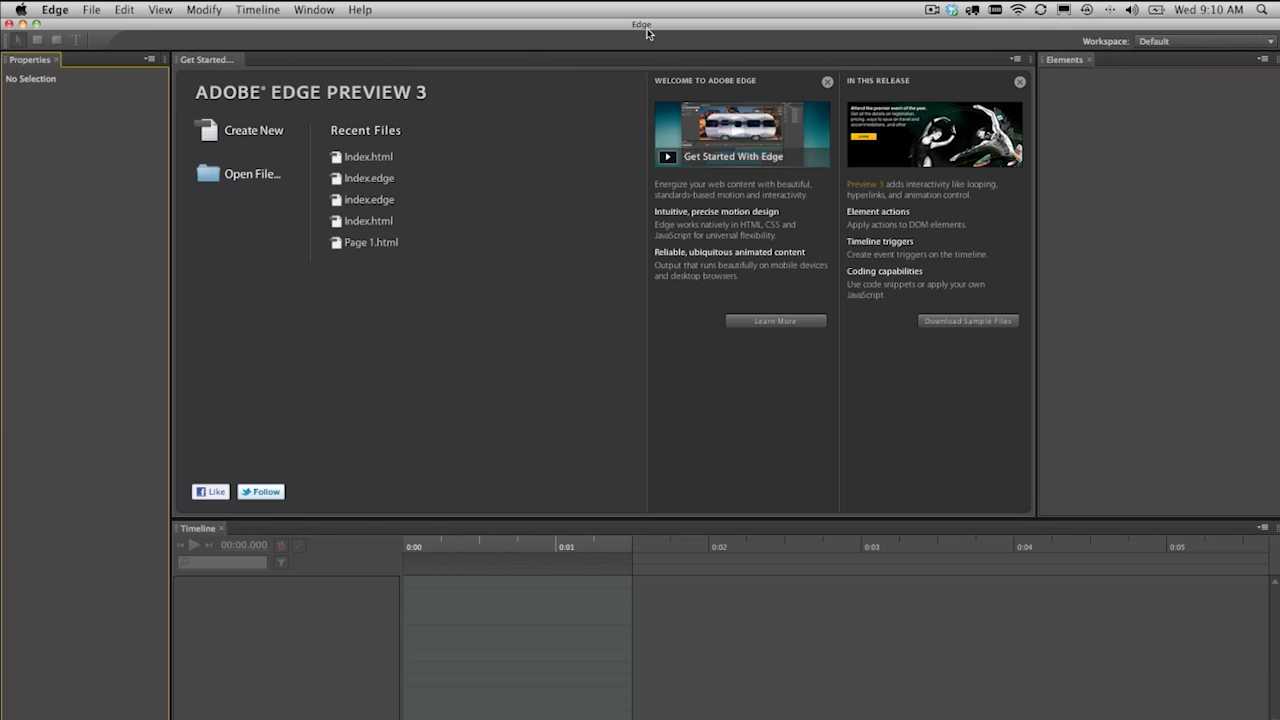 Edge File Edit View Modify Timeline Window Help Wed 9:10 AM
Edge
T Workspace: Default
Properties Get Started... Elements
No Selection
ADOBE® EDGE PREVIEW 3
Create New
Open File...
Recent Files
Index.html
Index.edge
Index.edge
Index.html
Page 1.html
Like Follow
WELCOME TO ADOBE EDGE
Get Started With Edge
Energize your web content with beautiful,
standards-based motion and interactivity.
Intuitive, precise motion design
Edge works natively in HTML, CSS and
JavaScript for universal flexibility.
Reliable, ubiquitous animated content
Output that runs beautifully on mobile devices
and desktop browsers.
Learn More
IN THIS RELEASE
Attend the premier event of the year.
Preview 3 adds interactivity like looping,
hyperlinks, and animation control.
Element actions
Apply actions to DOM elements.
Timeline triggers
Create event triggers on the timeline.
Coding capabilities
Use code snippets or apply your own
JavaScript.
Download Sample Files
Timeline
00:00.000 0:00 0:01 0:02 0:03 0:04 0:05